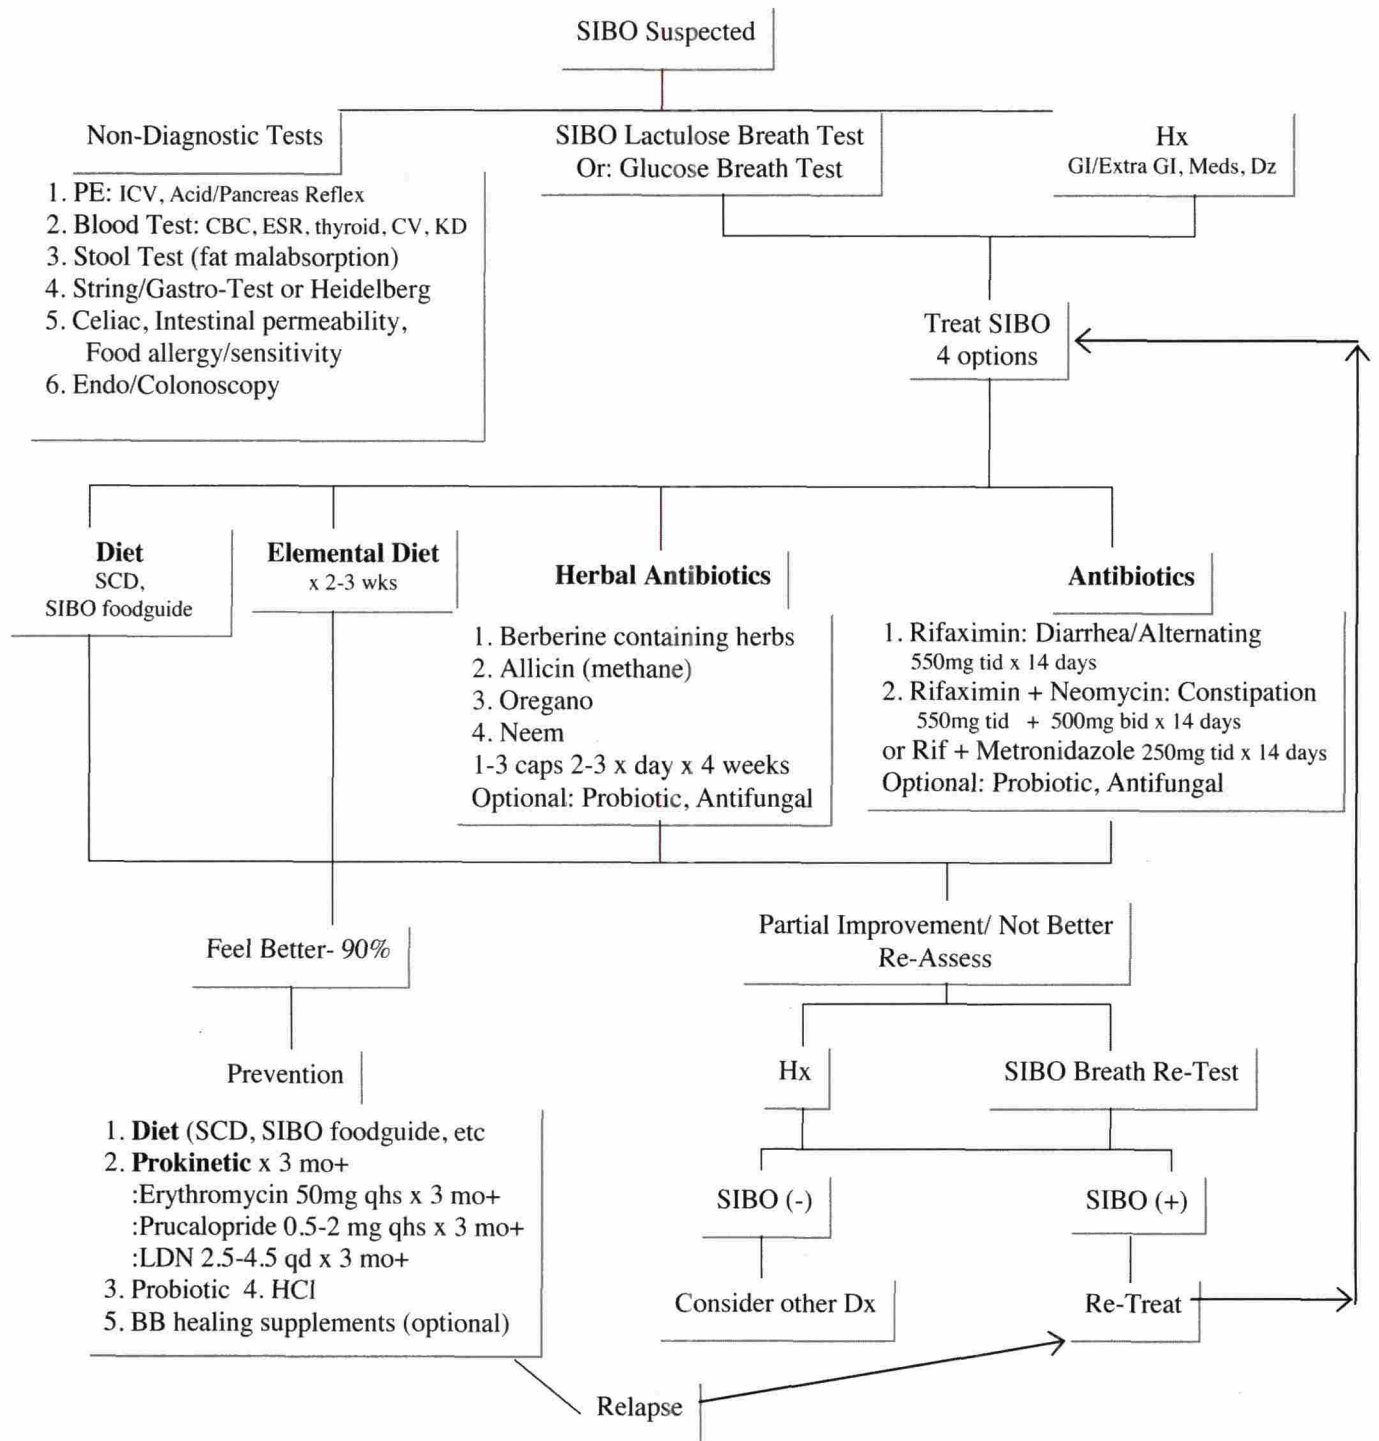 SIBO Suspected
Non-Diagnostic Tests
1. PE: ICV, Acid/Pancreas Reflex
2. Blood Test: CBC, ESR, thyroid, CV, KD
3. Stool Test (fat malabsorption)
4. String/Gastro-Test or Heidelberg
5. Celiac, Intestinal permeability,
Food allergy/sensitivity
6. Endo/Colonoscopy
SIBO Lactulose Breath Test
Or: Glucose Breath Test
Hx
GI/Extra GI, Meds, Dz
Treat SIBO
4 options
Diet
SCD,
SIBO foodguide
Elemental Diet
x 2-3 wks
Herbal Antibiotics
1. Berberine containing herbs
2. Allicin (methane)
3. Oregano
4. Neem
1-3 caps 2-3 x day x 4 weeks
Optional: Probiotic, Antifungal
Antibiotics
1. Rifaximin: Diarrhea/Alternating
550mg tid x 14 days
2. Rifaximin + Neomycin: Constipation
550mg tid + 500mg bid x 14 days
or Rif + Metronidazole 250mg tid x 14 days
Optional: Probiotic, Antifungal
Feel Better- 90%
Prevention
1. Diet (SCD, SIBO foodguide, etc
2. Prokinetic x 3 mo+
:Erythromycin 50mg qhs x 3 mo+
:Prucalopride 0.5-2 mg qhs x 3 mo+
:LDN 2.5-4.5 qd x 3 mo+
3. Probiotic 4. HCl
5. BB healing supplements (optional)
Partial Improvement/ Not Better
Re-Assess
Hx
SIBO Breath Re-Test
SIBO (-)
SIBO (+)
Consider other Dx
Re-Treat
Relapse